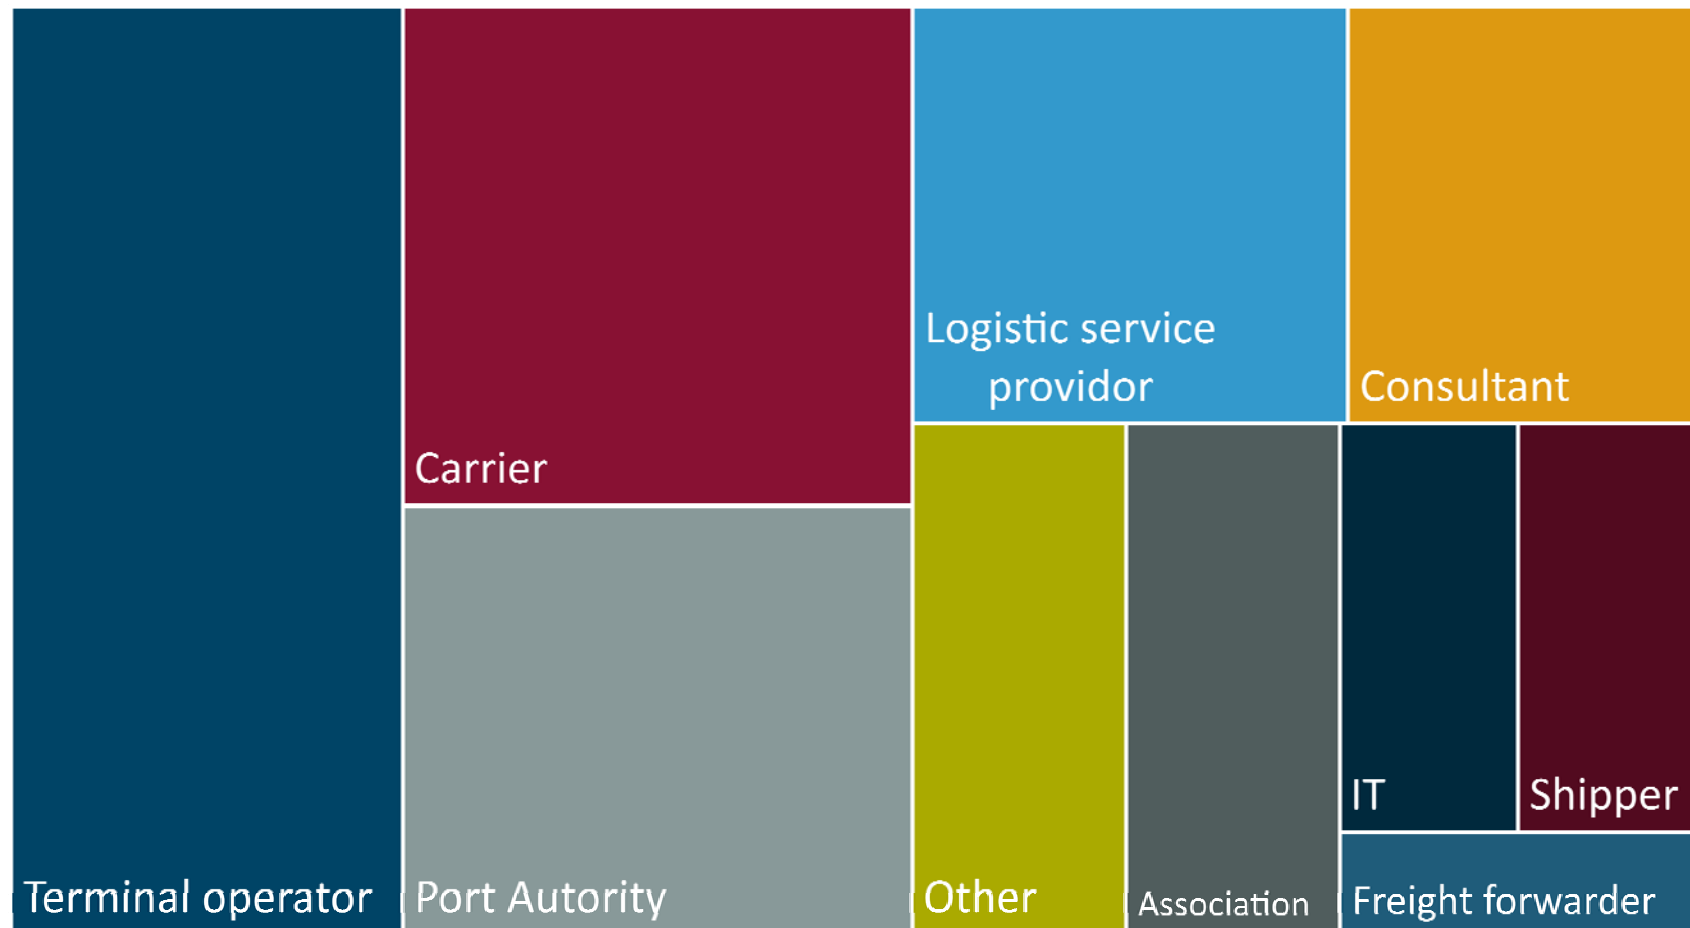 Terminal operator
Carrier
Port Autority
Logistic service
providor
Consultant
Other
Association
IT
Shipper
Freight forwarder